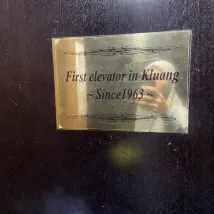 First elevator in Kluang
~Since1963 ~